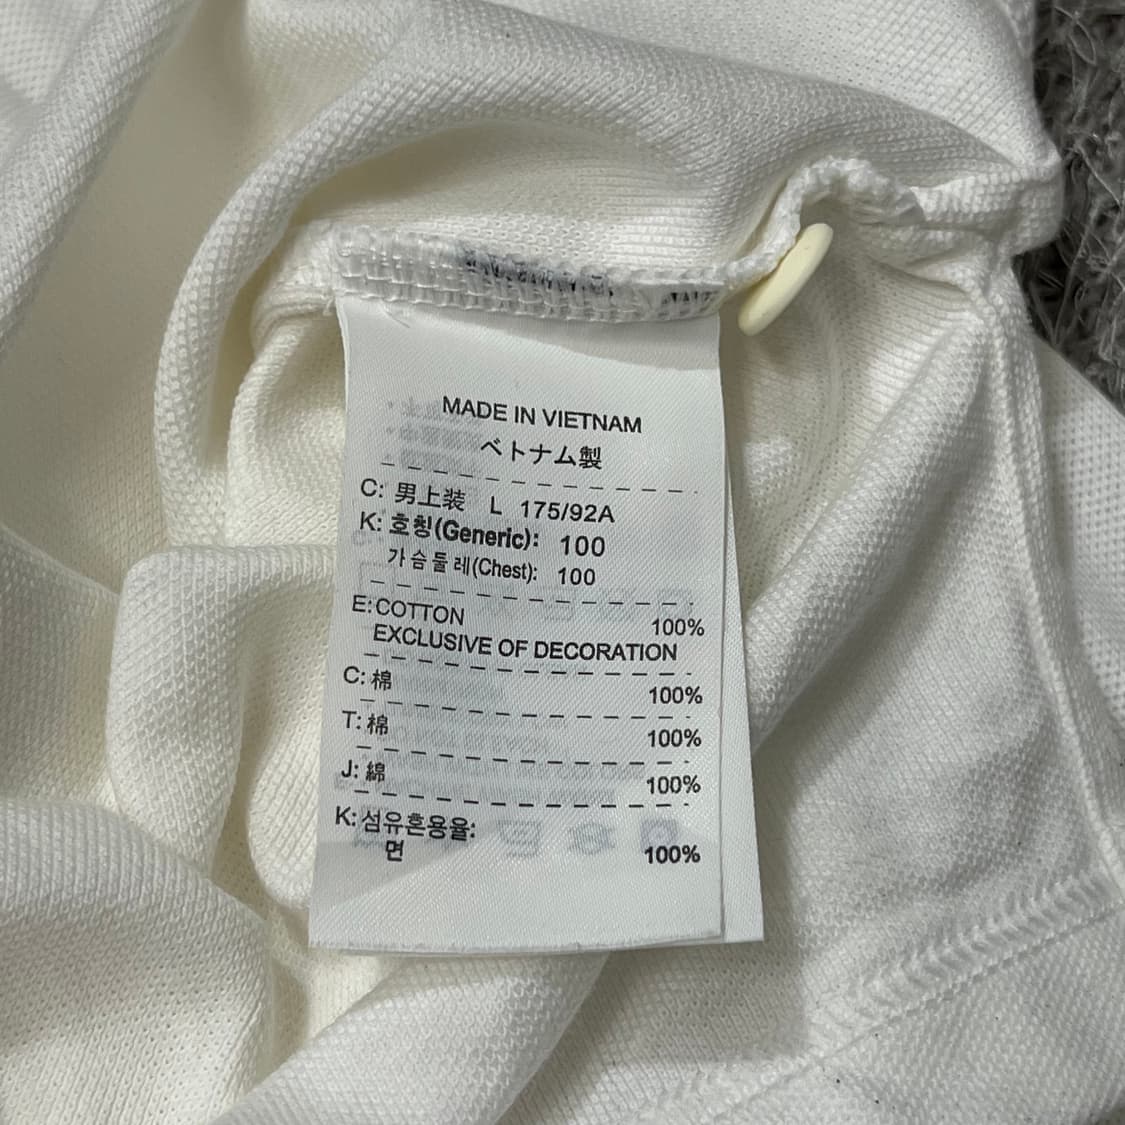 MADE IN VIETNAM
ベトナム製
C: 男上装 L 175/92A
K: 호칭(Generic): 100
가슴둘레(Chest): 100
E: COTTON 100%
EXCLUSIVE OF DECORATION
C: 棉 100%
T: 棉 100%
J: 綿 100%
K: 섬유혼용율:
면 100%